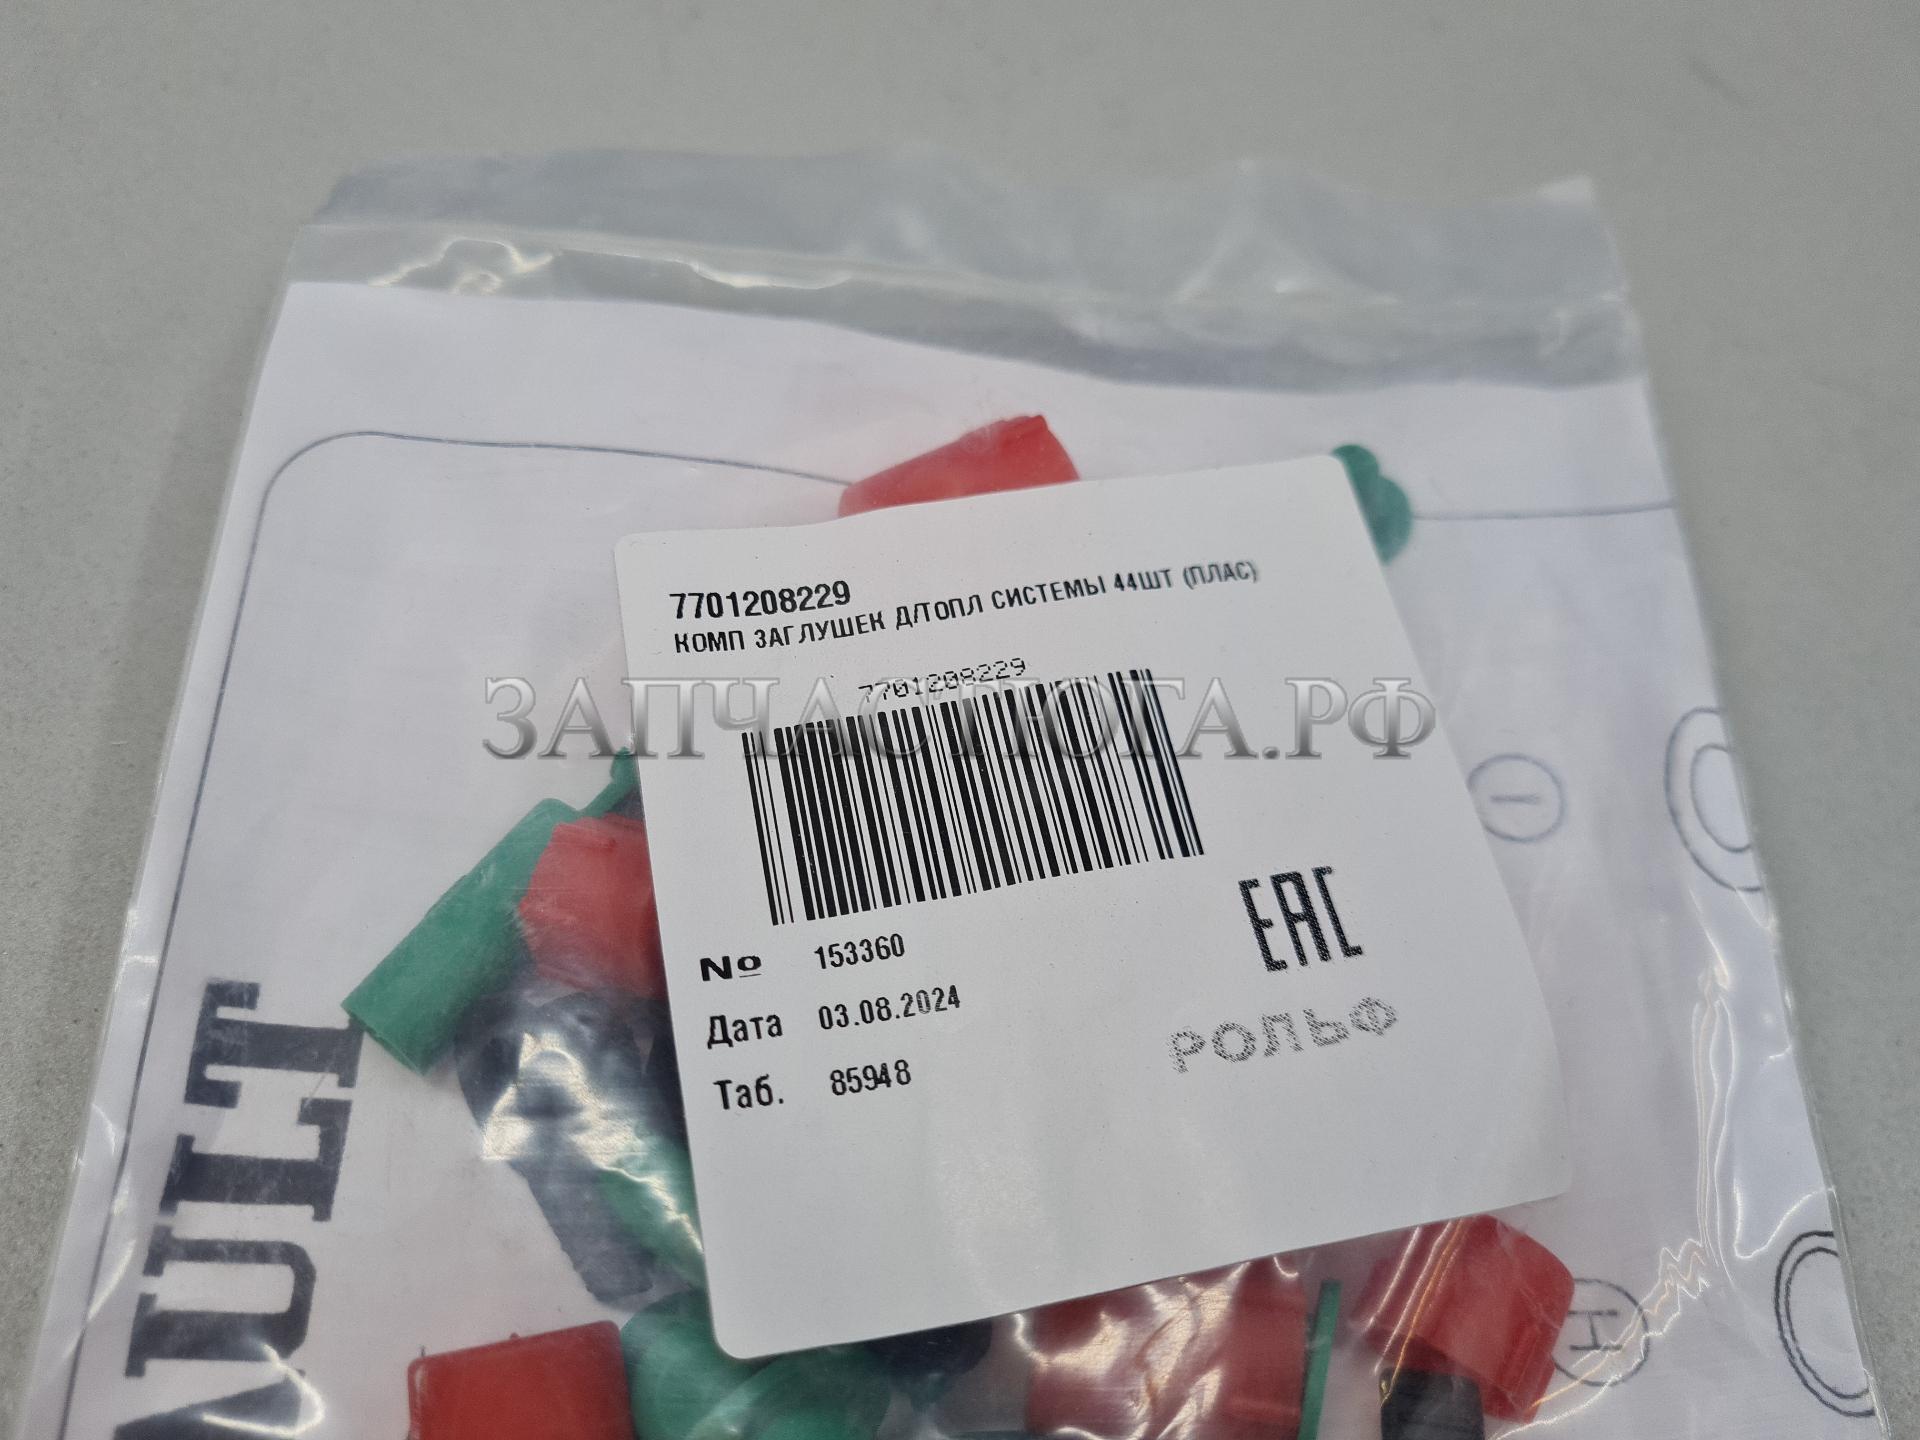 7701208229
КОМП ЗАГЛУШЕК Д/ТОПЛ СИСТЕМЫ 44ШТ (ПЛАС)
7701208229
ЗАПЧАСТЮГА.РФ
№ 153360
Дата 03.08.2024
Таб. 85948
EAC
РОЛЬФ
AULT
I
H